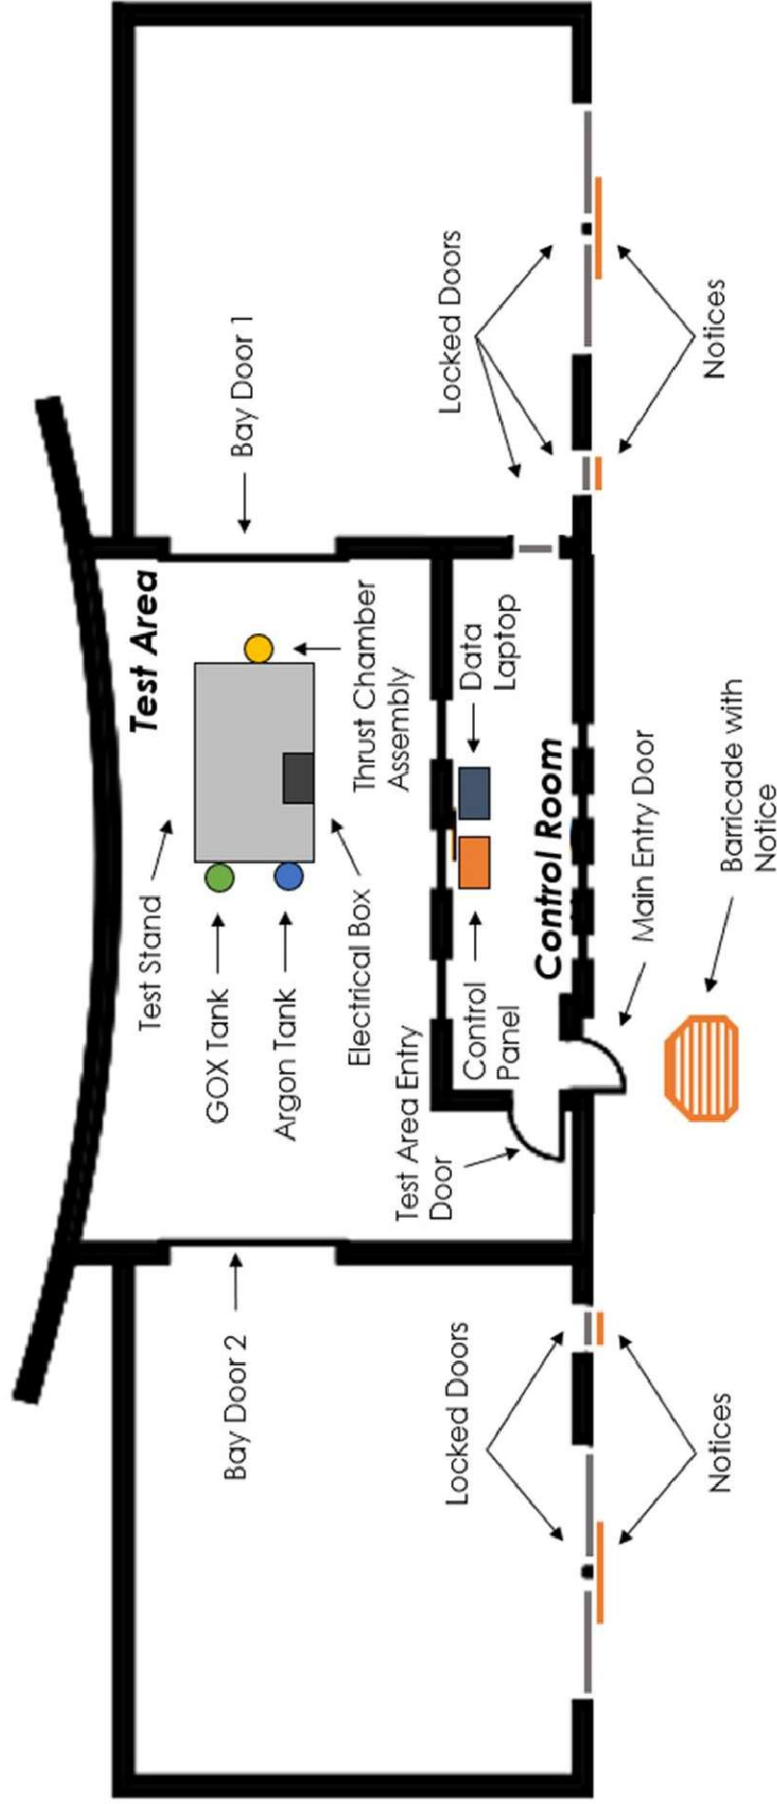 Test Area
Test Stand
GOX Tank
Argon Tank
Electrical Box
Thrust Chamber
Assembly
Bay Door 2
Bay Door 1
Test Area Entry
Door
Control
Panel
Data
Laptop
Control Room
Locked Doors
Locked Doors
Main Entry Door
Notices
Notices
Barricade with
Notice